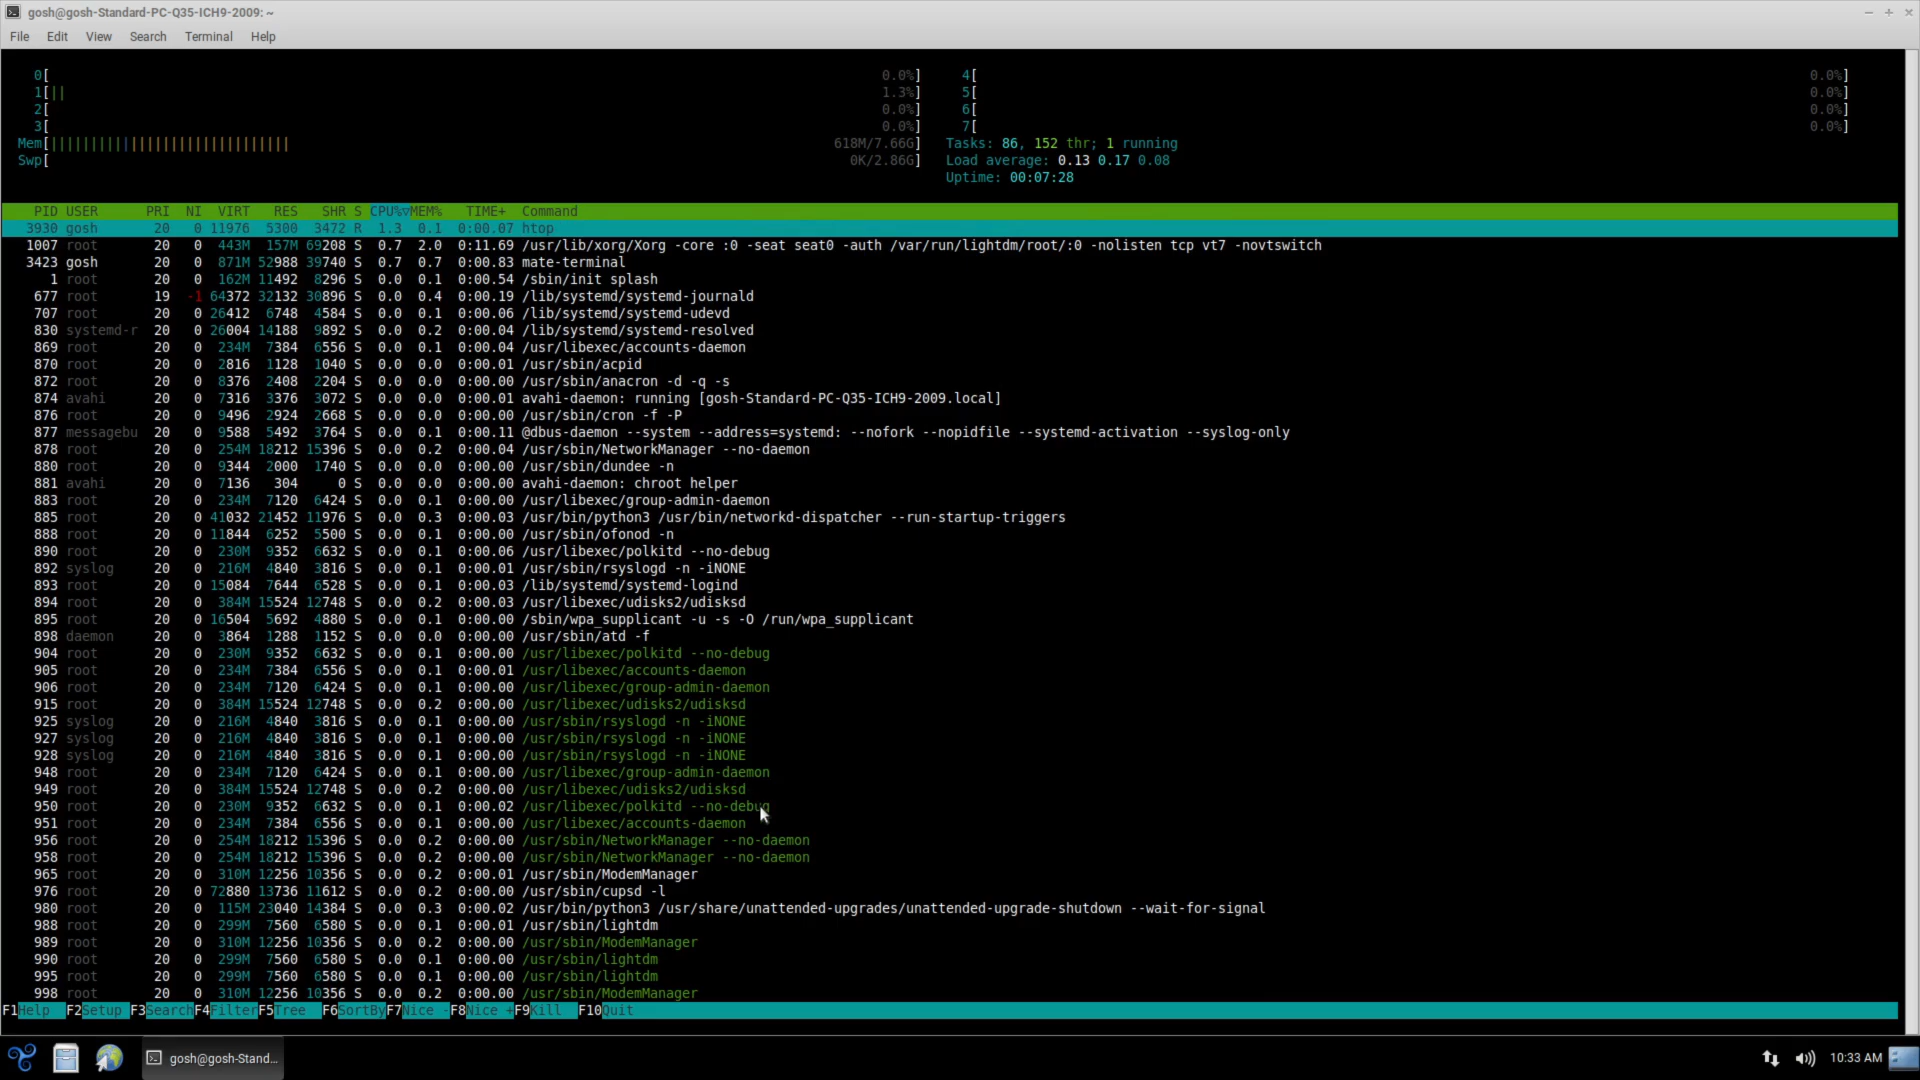 gosh@gosh-Standard-PC-Q35-ICH9-2009: ~
File Edit View Search Terminal Help
0[ 0.0%] 4[ 0.0%]
1[|| 1.3%] 5[ 0.0%]
2[ 0.0%] 6[ 0.0%]
3[ 0.0%] 7[ 0.0%]
Mem[|||||||||||||||||||||||||||||| 618M/7.66G] Tasks: 86, 152 thr; 1 running
Swp[ 0K/2.86G] Load average: 0.13 0.17 0.08
Uptime: 00:07:28
PID USER PRI NI VIRT RES SHR S CPU%▽MEM% TIME+ Command
3930 gosh 20 0 11976 5300 3472 R 1.3 0.1 0:00.07 htop
1007 root 20 0 443M 157M 69208 S 0.7 2.0 0:11.69 /usr/lib/xorg/Xorg -core :0 -seat seat0 -auth /var/run/lightdm/root/:0 -nolisten tcp vt7 -novtswitch
3423 gosh 20 0 871M 52988 39740 S 0.7 0.7 0:00.83 mate-terminal
1 root 20 0 162M 11492 8296 S 0.0 0.1 0:00.54 /sbin/init splash
677 root 19 -1 64372 32132 30896 S 0.0 0.4 0:00.19 /lib/systemd/systemd-journald
707 root 20 0 26412 6748 4584 S 0.0 0.1 0:00.06 /lib/systemd/systemd-udevd
830 systemd-r 20 0 26004 14188 9892 S 0.0 0.2 0:00.04 /lib/systemd/systemd-resolved
869 root 20 0 234M 7384 6556 S 0.0 0.1 0:00.04 /usr/libexec/accounts-daemon
870 root 20 0 2816 1128 1040 S 0.0 0.0 0:00.01 /usr/sbin/acpid
872 root 20 0 8376 2408 2204 S 0.0 0.0 0:00.00 /usr/sbin/anacron -d -q -s
874 avahi 20 0 7316 3376 3072 S 0.0 0.0 0:00.01 avahi-daemon: running [gosh-Standard-PC-Q35-ICH9-2009.local]
876 root 20 0 9496 2924 2668 S 0.0 0.0 0:00.00 /usr/sbin/cron -f -P
877 messagebu 20 0 9588 5492 3764 S 0.0 0.1 0:00.11 @dbus-daemon --system --address=systemd: --nofork --nopidfile --systemd-activation --syslog-only
878 root 20 0 254M 18212 15396 S 0.0 0.2 0:00.04 /usr/sbin/NetworkManager --no-daemon
880 root 20 0 9344 2000 1740 S 0.0 0.0 0:00.00 /usr/sbin/dundee -n
881 avahi 20 0 7136 304 0 S 0.0 0.0 0:00.00 avahi-daemon: chroot helper
883 root 20 0 234M 7120 6424 S 0.0 0.1 0:00.00 /usr/libexec/group-admin-daemon
885 root 20 0 41032 21452 11976 S 0.0 0.3 0:00.03 /usr/bin/python3 /usr/bin/networkd-dispatcher --run-startup-triggers
888 root 20 0 11844 6252 5500 S 0.0 0.1 0:00.00 /usr/sbin/ofonod -n
890 root 20 0 230M 9352 6632 S 0.0 0.1 0:00.06 /usr/libexec/polkitd --no-debug
892 syslog 20 0 216M 4840 3816 S 0.0 0.1 0:00.01 /usr/sbin/rsyslogd -n -iNONE
893 root 20 0 15084 7644 6528 S 0.0 0.1 0:00.03 /lib/systemd/systemd-logind
894 root 20 0 384M 15524 12748 S 0.0 0.2 0:00.03 /usr/libexec/udisks2/udisksd
895 root 20 0 16504 5692 4880 S 0.0 0.1 0:00.00 /sbin/wpa_supplicant -u -s -O /run/wpa_supplicant
898 daemon 20 0 3864 1288 1152 S 0.0 0.0 0:00.00 /usr/sbin/atd -f
904 root 20 0 230M 9352 6632 S 0.0 0.1 0:00.00 /usr/libexec/polkitd --no-debug
905 root 20 0 234M 7384 6556 S 0.0 0.1 0:00.01 /usr/libexec/accounts-daemon
906 root 20 0 234M 7120 6424 S 0.0 0.1 0:00.00 /usr/libexec/group-admin-daemon
915 root 20 0 384M 15524 12748 S 0.0 0.2 0:00.00 /usr/libexec/udisks2/udisksd
925 syslog 20 0 216M 4840 3816 S 0.0 0.1 0:00.00 /usr/sbin/rsyslogd -n -iNONE
927 syslog 20 0 216M 4840 3816 S 0.0 0.1 0:00.00 /usr/sbin/rsyslogd -n -iNONE
928 syslog 20 0 216M 4840 3816 S 0.0 0.1 0:00.00 /usr/sbin/rsyslogd -n -iNONE
948 root 20 0 234M 7120 6424 S 0.0 0.1 0:00.00 /usr/libexec/group-admin-daemon
949 root 20 0 384M 15524 12748 S 0.0 0.2 0:00.00 /usr/libexec/udisks2/udisksd
950 root 20 0 230M 9352 6632 S 0.0 0.1 0:00.02 /usr/libexec/polkitd --no-debug
951 root 20 0 234M 7384 6556 S 0.0 0.1 0:00.00 /usr/libexec/accounts-daemon
956 root 20 0 254M 18212 15396 S 0.0 0.2 0:00.00 /usr/sbin/NetworkManager --no-daemon
958 root 20 0 254M 18212 15396 S 0.0 0.2 0:00.00 /usr/sbin/NetworkManager --no-daemon
965 root 20 0 310M 12256 10356 S 0.0 0.2 0:00.01 /usr/sbin/ModemManager
976 root 20 0 72880 13736 11612 S 0.0 0.2 0:00.00 /usr/sbin/cupsd -l
980 root 20 0 115M 23040 14384 S 0.0 0.3 0:00.02 /usr/bin/python3 /usr/share/unattended-upgrades/unattended-upgrade-shutdown --wait-for-signal
988 root 20 0 299M 7560 6580 S 0.0 0.1 0:00.01 /usr/sbin/lightdm
989 root 20 0 310M 12256 10356 S 0.0 0.2 0:00.00 /usr/sbin/ModemManager
990 root 20 0 299M 7560 6580 S 0.0 0.1 0:00.00 /usr/sbin/lightdm
995 root 20 0 299M 7560 6580 S 0.0 0.1 0:00.00 /usr/sbin/lightdm
998 root 20 0 310M 12256 10356 S 0.0 0.2 0:00.00 /usr/sbin/ModemManager
F1Help F2Setup F3SearchF4FilterF5Tree F6SortByF7Nice -F8Nice +F9Kill F10Quit
gosh@gosh-Stand... 10:33 AM